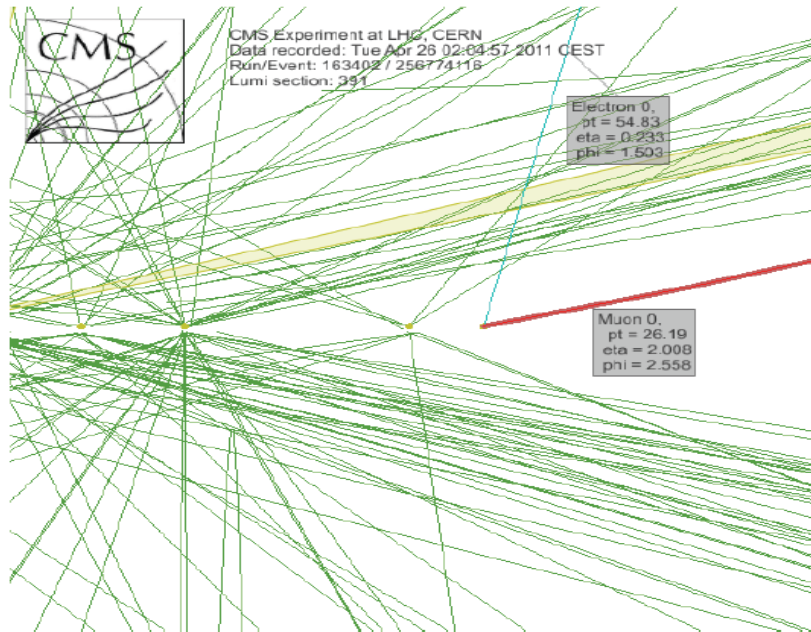 CMS
CMS Experiment at LHC, CERN
Data recorded: Tue Apr 26 02:04:57 2011 CEST
Run/Event: 163402 / 256774116
Lumi section: 391
Electron 0,
pt = 54.83
eta = 0.233
phi = 1.503
Muon 0,
pt = 26.19
eta = 2.008
phi = 2.558